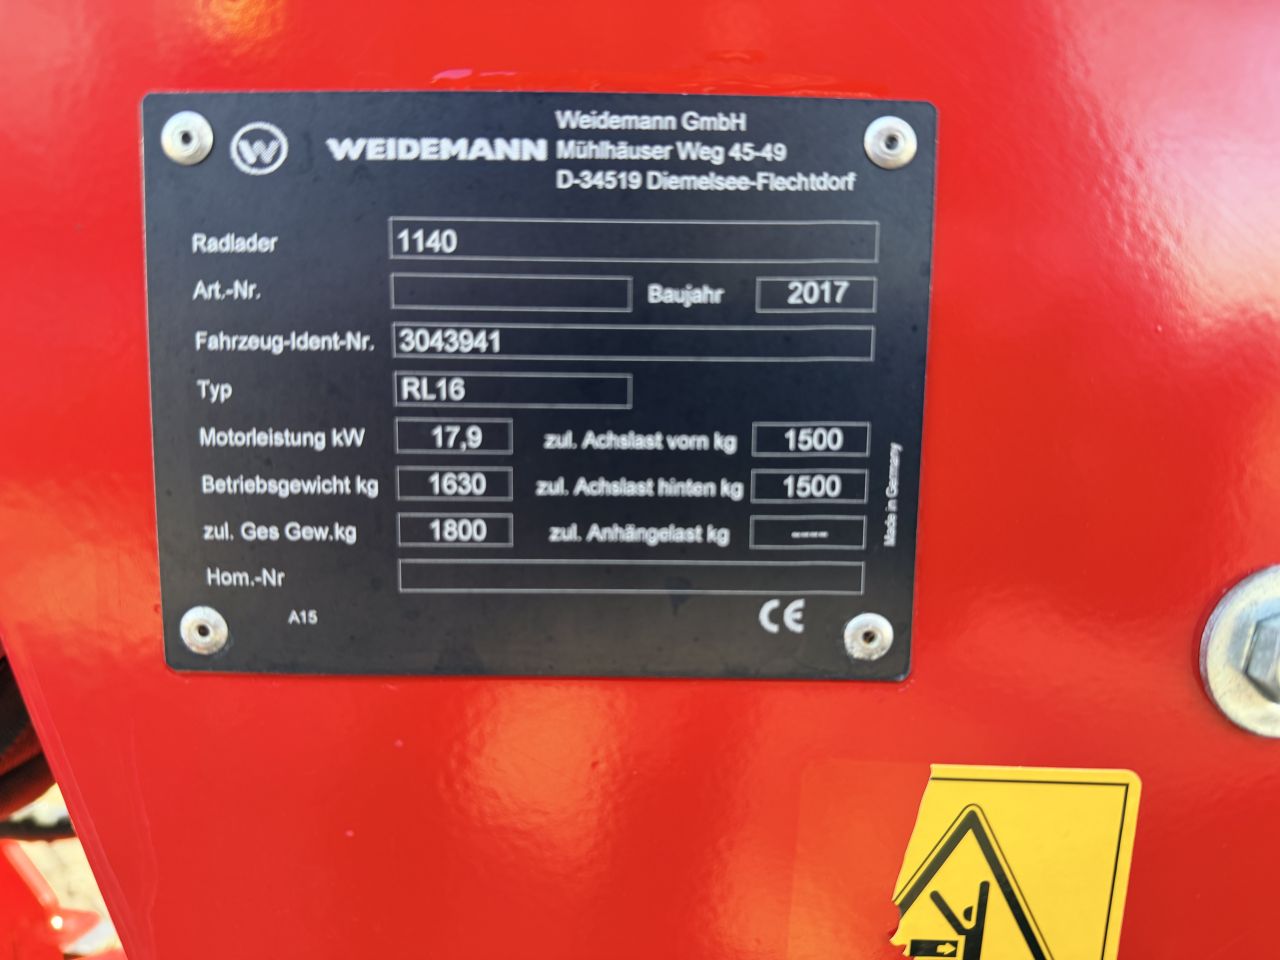 W WEIDEMANN
Weidemann GmbH
Mühlhäuser Weg 45-49
D-34519 Diemelsee-Flechtdorf
Radlader 1140
Art.-Nr. Baujahr 2017
Fahrzeug-Ident-Nr. 3043941
Typ RL16
Motorleistung kW 17,9 zul. Achslast vorn kg 1500
Betriebsgewicht kg 1630 zul. Achslast hinten kg 1500
zul. Ges Gew.kg 1800 zul. Anhängelast kg ----
Hom.-Nr
A15 CE
Made in Germany